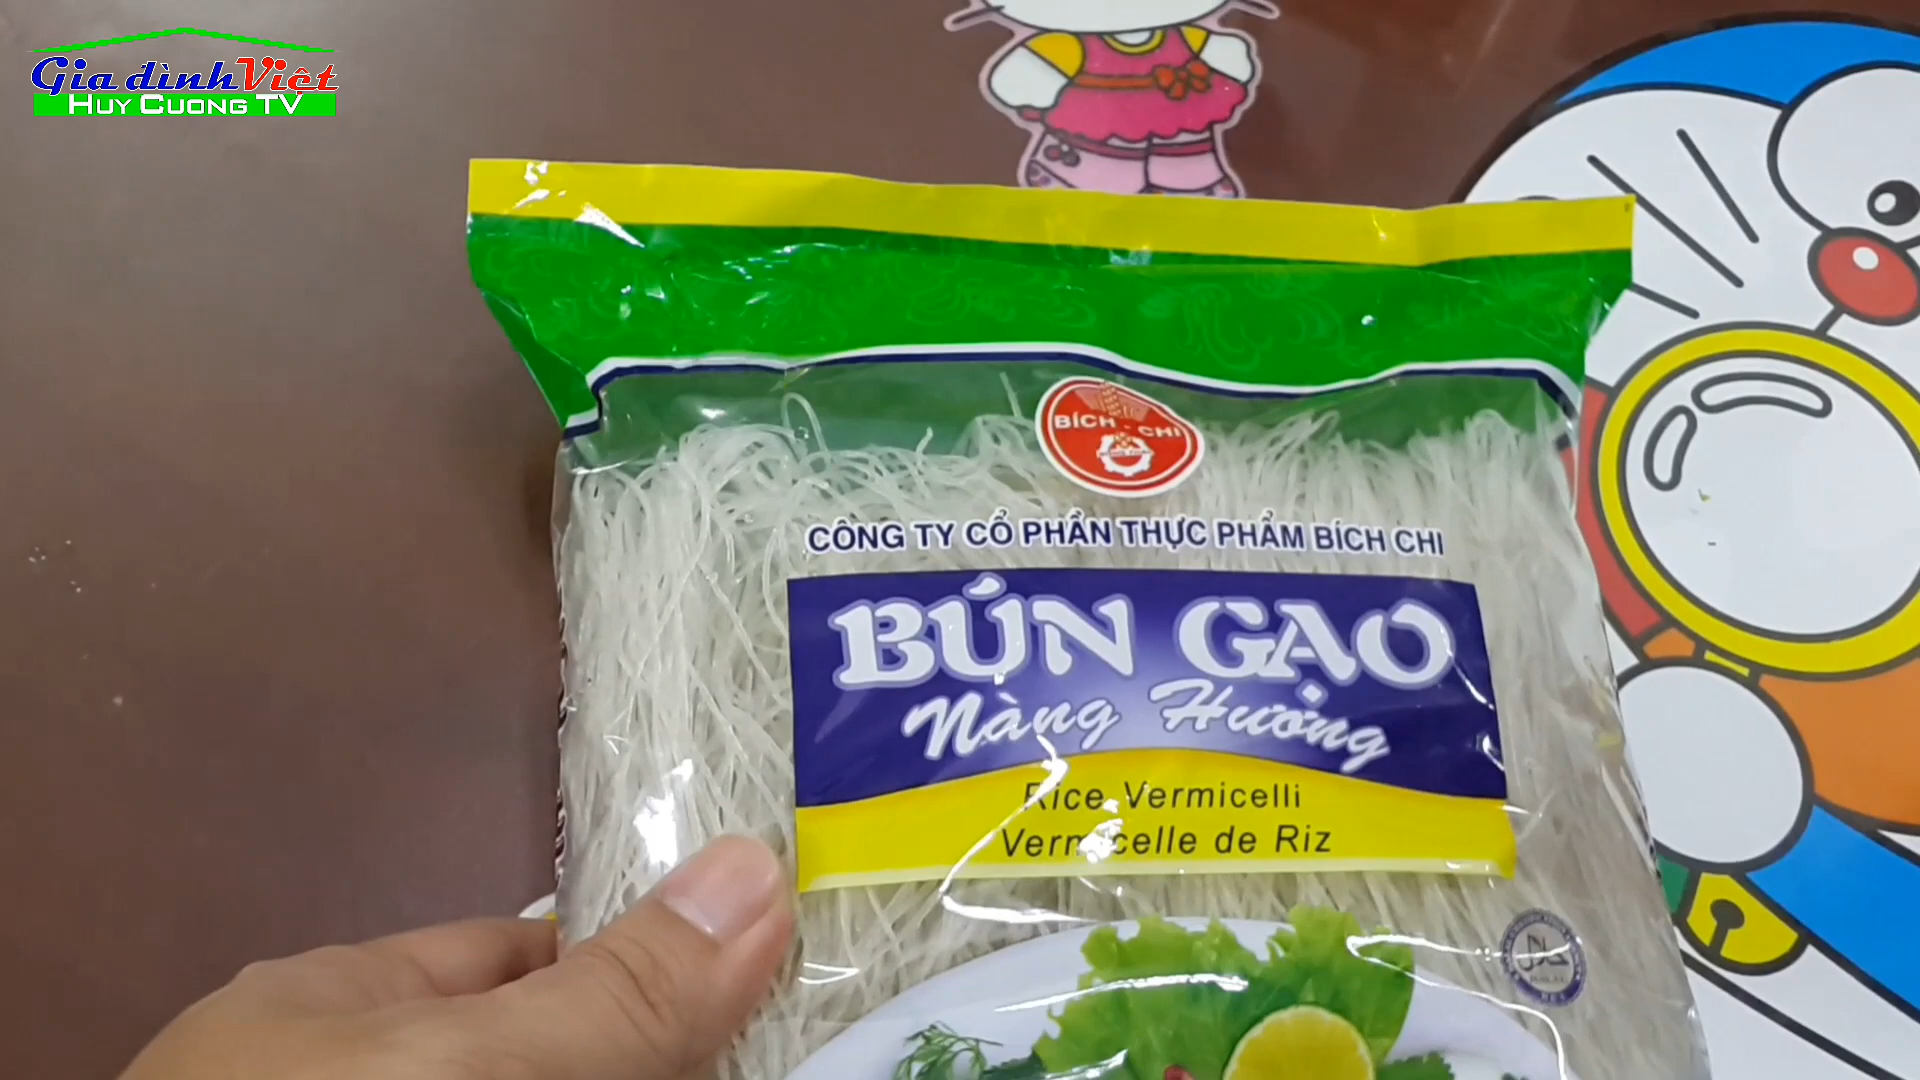 Gia đình Việt
HUY CUONG TV
BÍCH - CHI
CÔNG TY CỔ PHẦN THỰC PHẨM BÍCH CHI
BÚN GẠO
Nàng Hương
Rice Vermicelli
Vermicelle de Riz